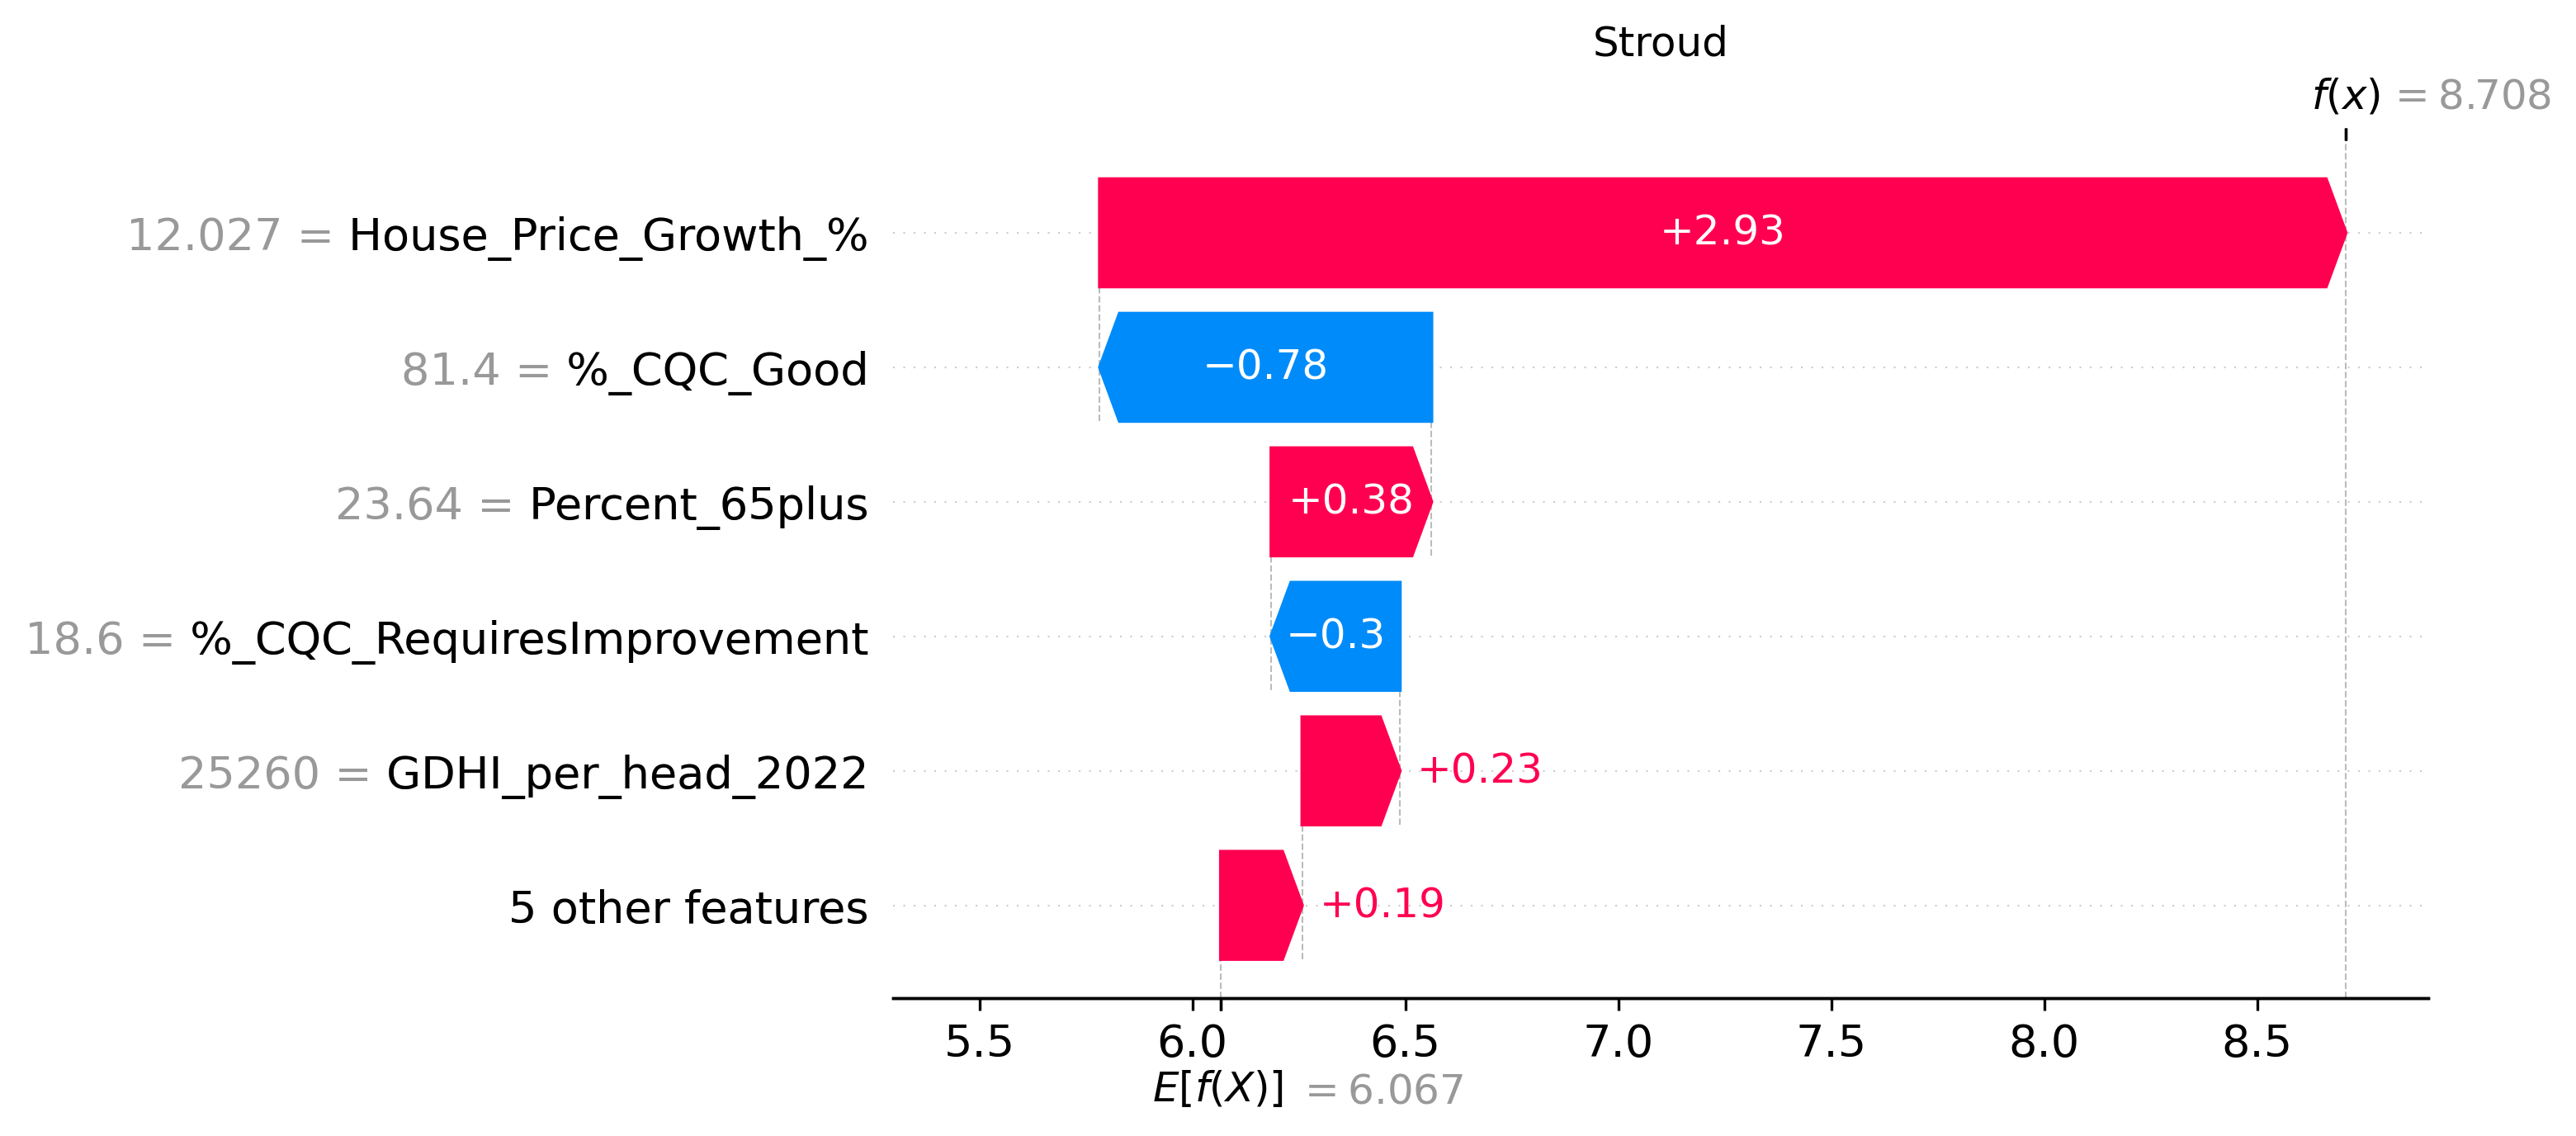 Stroud
f(x) = 8.708
12.027 = House_Price_Growth_%
+2.93
81.4 = %_CQC_Good
−0.78
23.64 = Percent_65plus
+0.38
18.6 = %_CQC_RequiresImprovement
−0.3
25260 = GDHI_per_head_2022
+0.23
5 other features
+0.19
5.5 6.0 6.5 7.0 7.5 8.0 8.5
E[f(X)] = 6.067